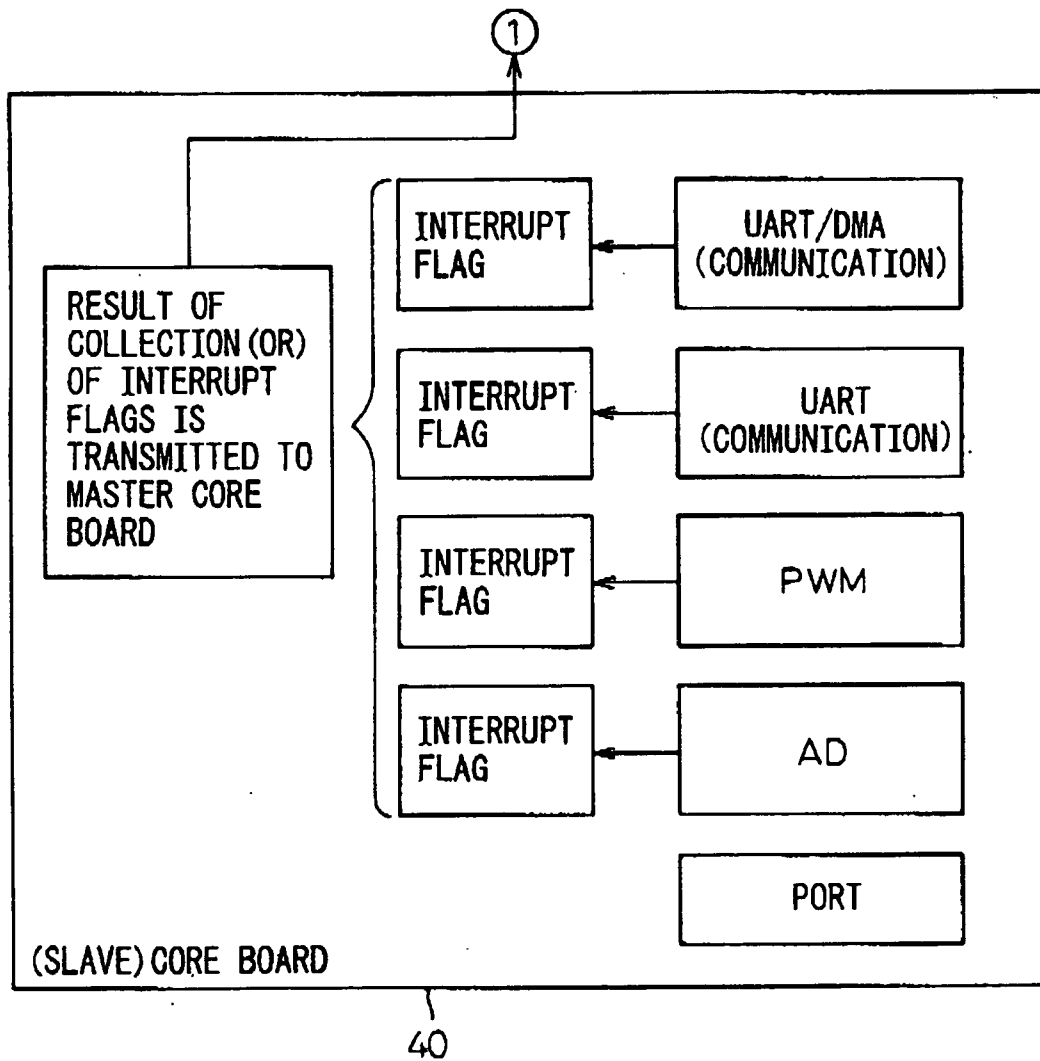 1
RESULT OF
COLLECTION (OR)
OF INTERRUPT
FLAGS IS
TRANSMITTED TO
MASTER CORE
BOARD
INTERRUPT
FLAG
UART/DMA
(COMMUNICATION)
INTERRUPT
FLAG
UART
(COMMUNICATION)
INTERRUPT
FLAG
PWM
INTERRUPT
FLAG
AD
PORT
(SLAVE) CORE BOARD
40